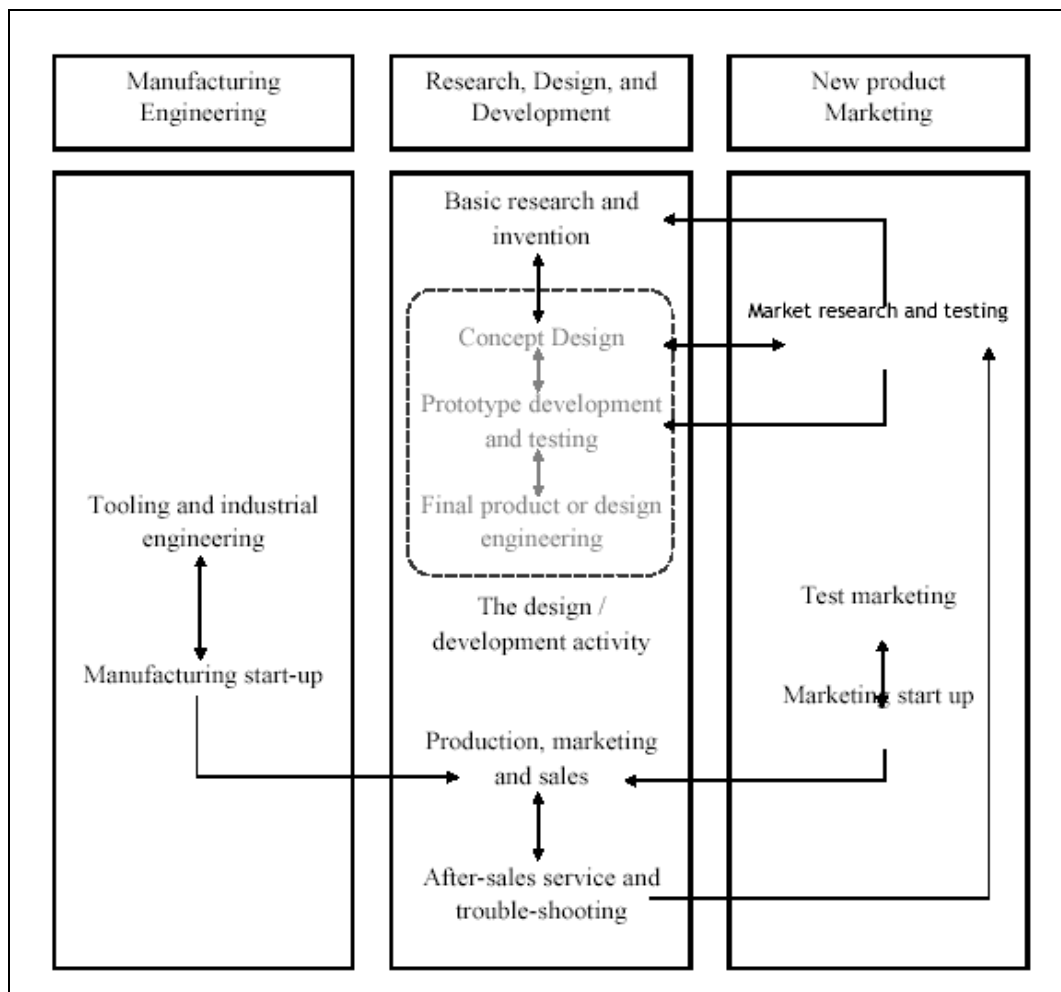 Manufacturing
Engineering
Research, Design, and
Development
New product
Marketing
Basic research and
invention
Market research and testing
Concept Design
Prototype development
and testing
Tooling and industrial
engineering
Final product or design
engineering
Test marketing
The design /
development activity
Manufacturing start-up
Marketing start up
Production, marketing
and sales
After-sales service and
trouble-shooting